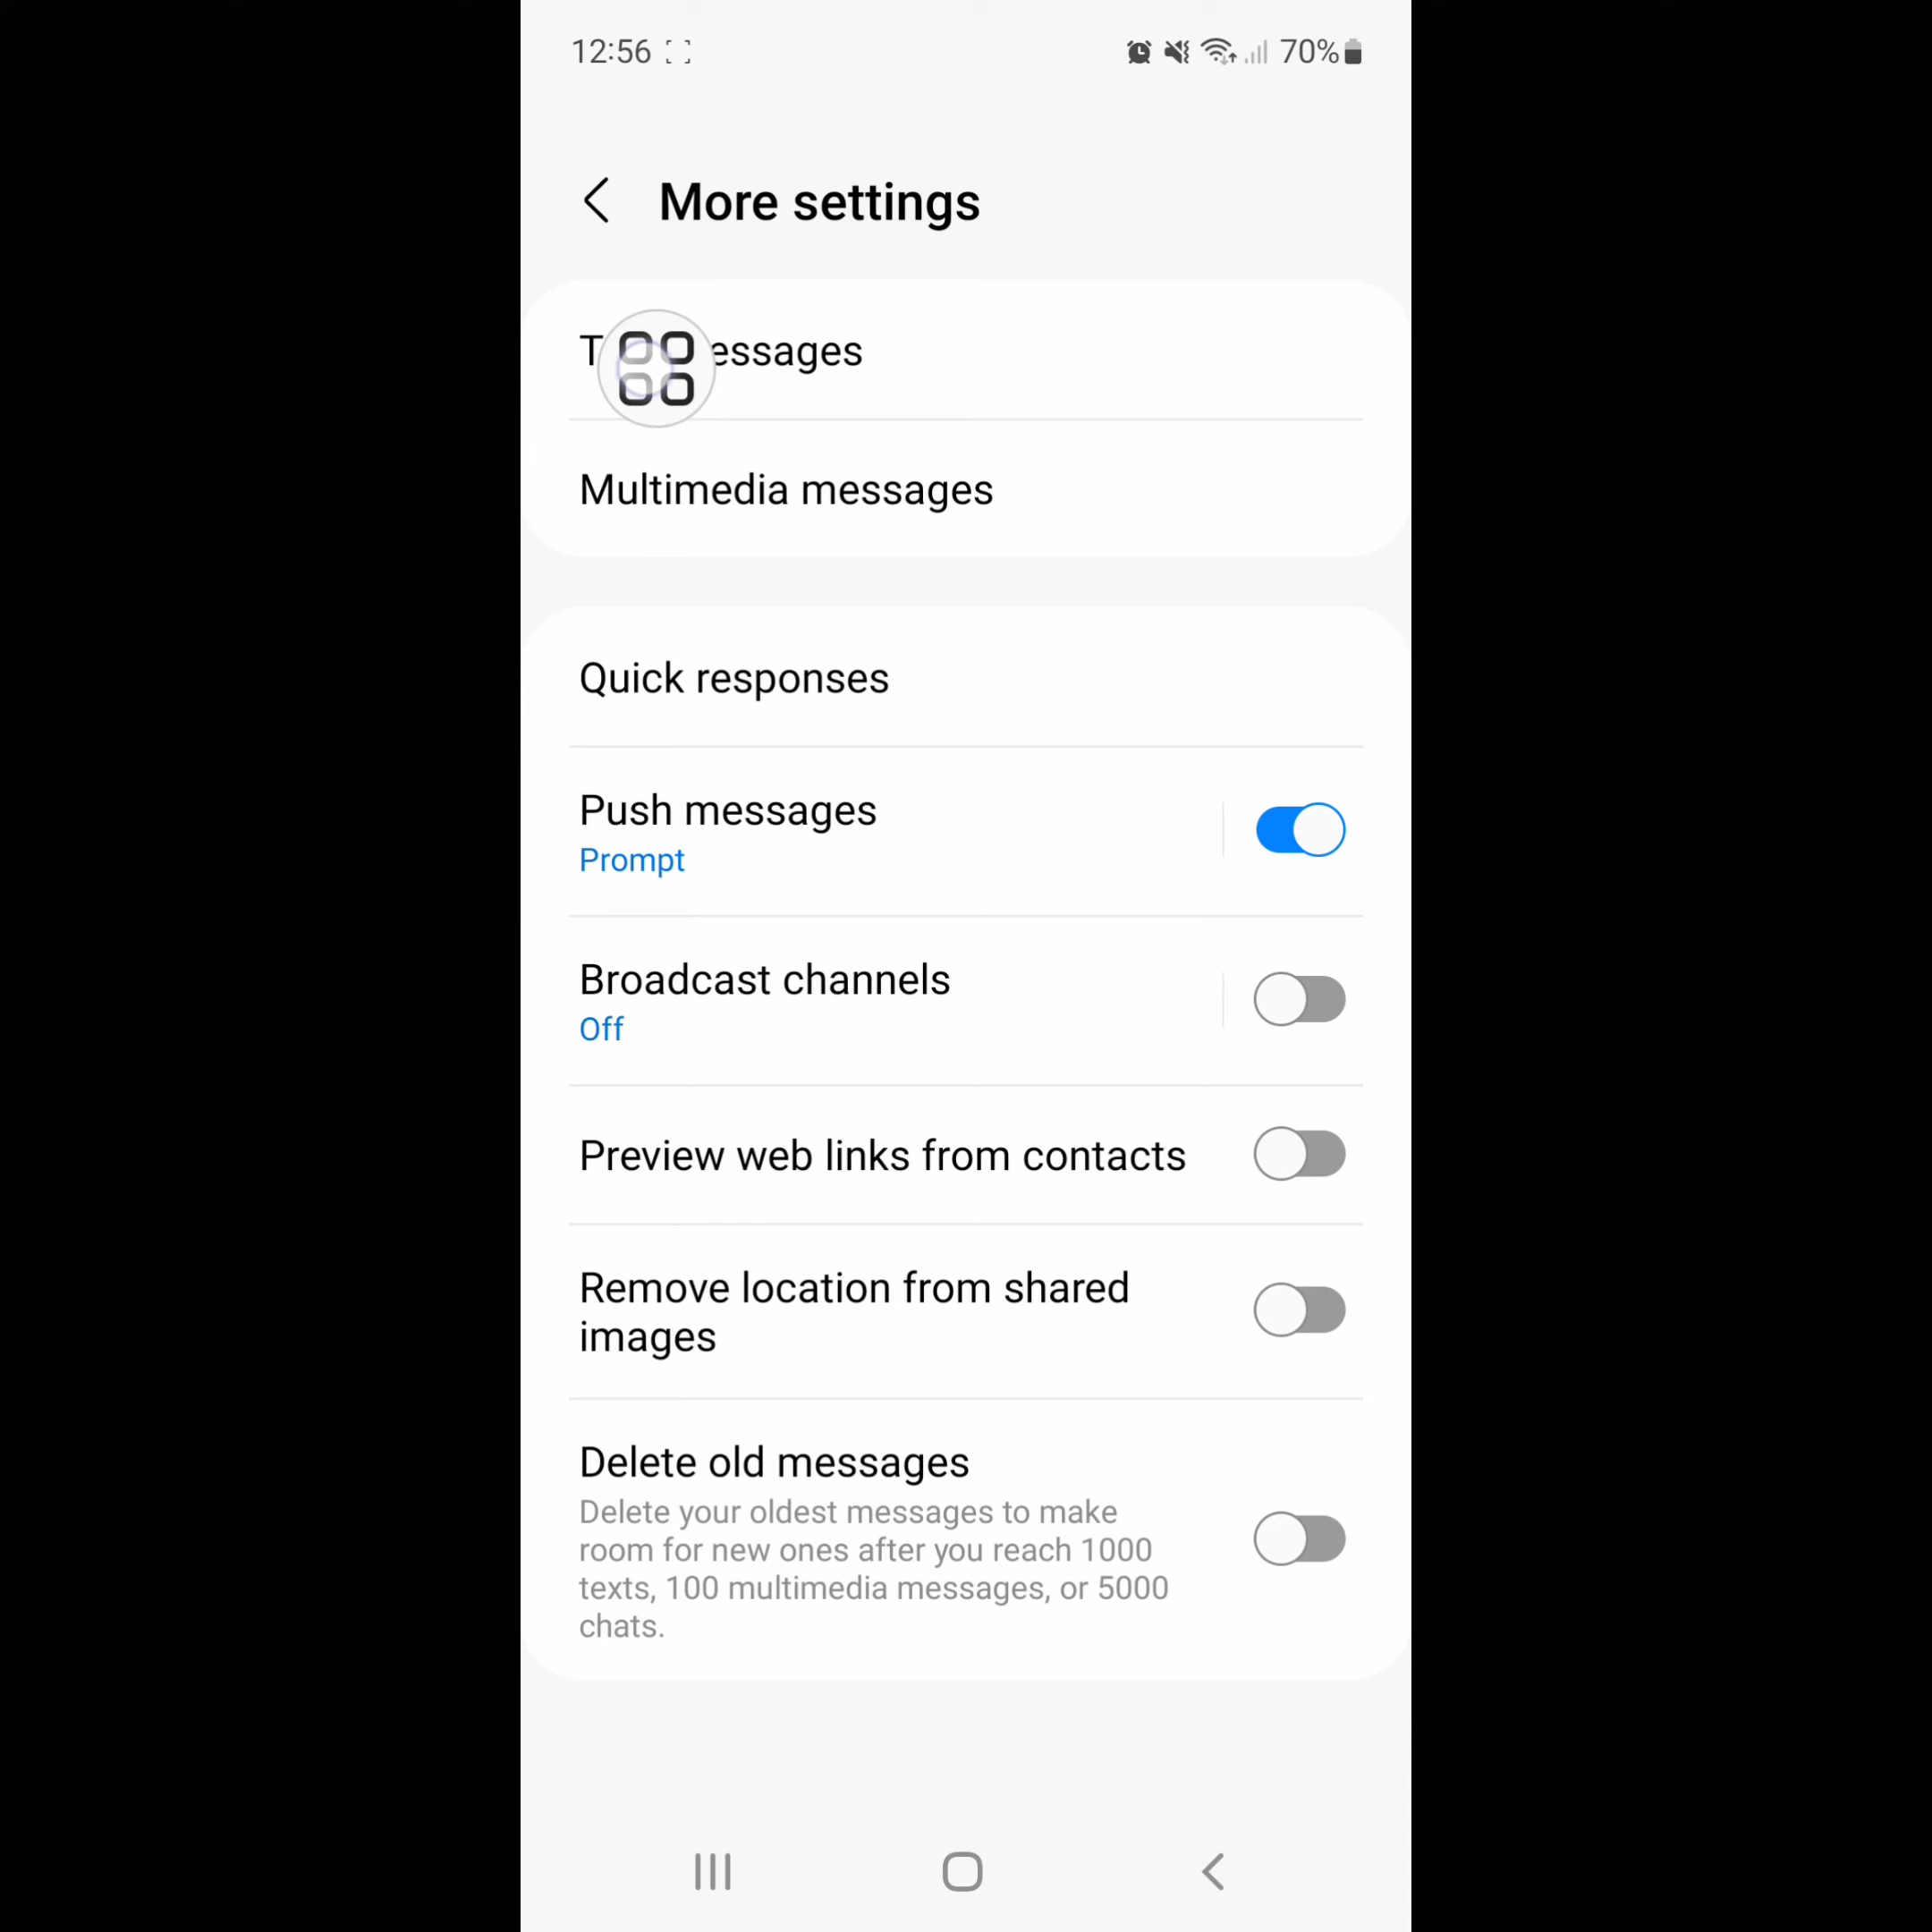 12:56
70%
More settings
T essages
Multimedia messages
Quick responses
Push messages
Prompt
Broadcast channels
Off
Preview web links from contacts
Remove location from shared
images
Delete old messages
Delete your oldest messages to make
room for new ones after you reach 1000
texts, 100 multimedia messages, or 5000
chats.